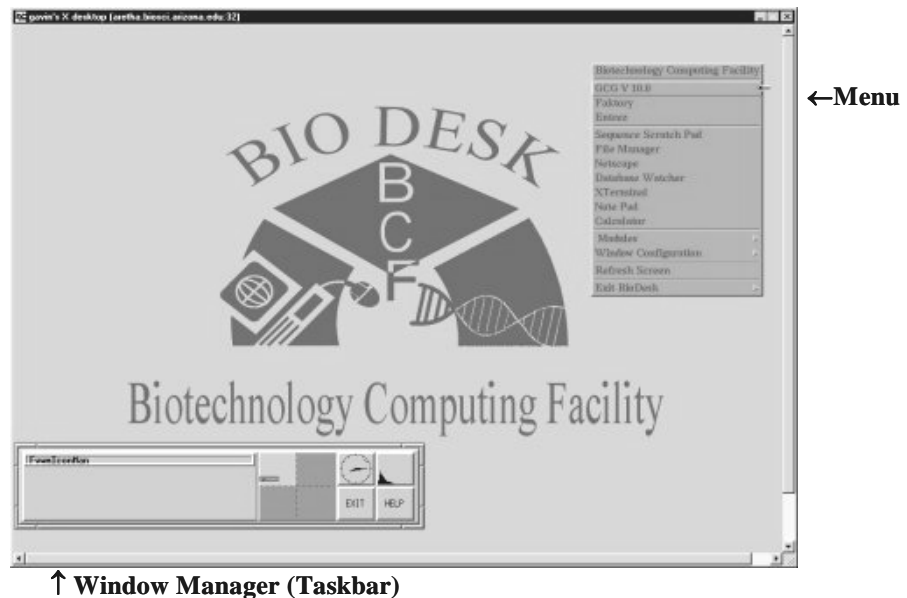 gavin's X desktop (aretha.biosci.arizona.edu:32)
Biotechnology Computing Facility
GCG V 10.0
Faktory
Entrez
Sequence Scratch Pad
File Manager
Netscape
Database Watcher
XTerminal
Note Pad
Calculator
Modules
Window Configuration
Refresh Screen
Exit BioDesk
←Menu
BIO DESK
B
C
F
Biotechnology Computing Facility
FvwmIconMan
EXIT HELP
↑ Window Manager (Taskbar)